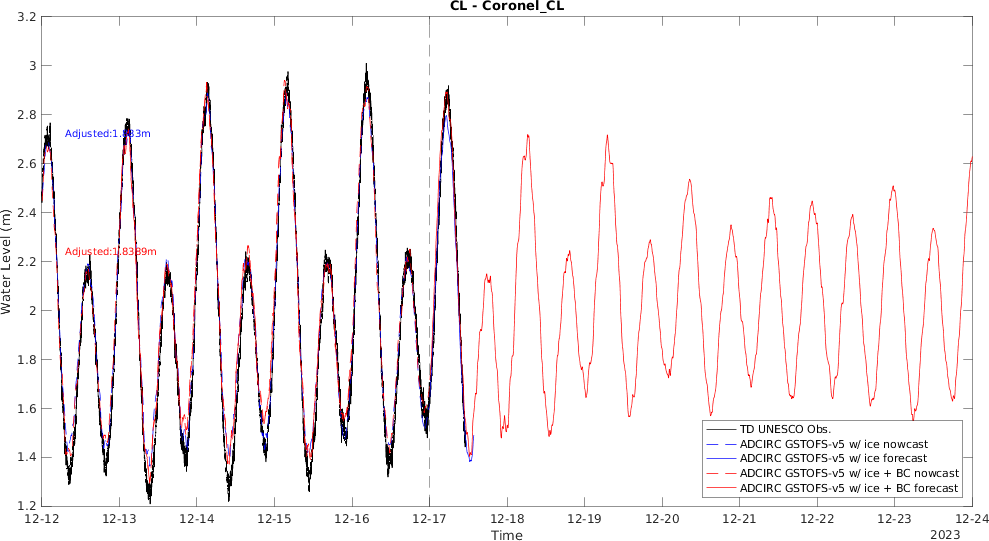 CL - Coronel_CL
3.2
3
2.8
2.6
2.4
2.2
2
1.8
1.6
1.4
1.2
Water Level (m)
Adjusted:1.833m
Adjusted:1.8389m
TD UNESCO Obs.
ADCIRC GSTOFS-v5 w/ ice nowcast
ADCIRC GSTOFS-v5 w/ ice forecast
ADCIRC GSTOFS-v5 w/ ice + BC nowcast
ADCIRC GSTOFS-v5 w/ ice + BC forecast
12-12 12-13 12-14 12-15 12-16 12-17 12-18 12-19 12-20 12-21 12-22 12-23 12-24
Time
2023